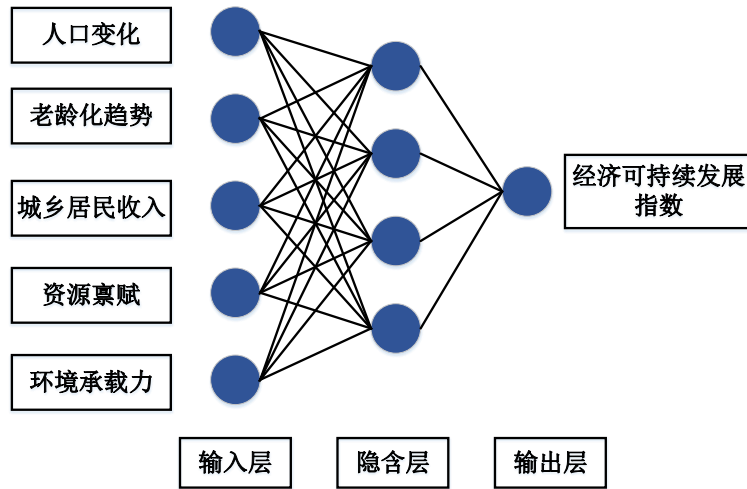 人口变化
老龄化趋势
城乡居民收入
资源禀赋
环境承载力
经济可持续发展
指数
输入层
隐含层
输出层